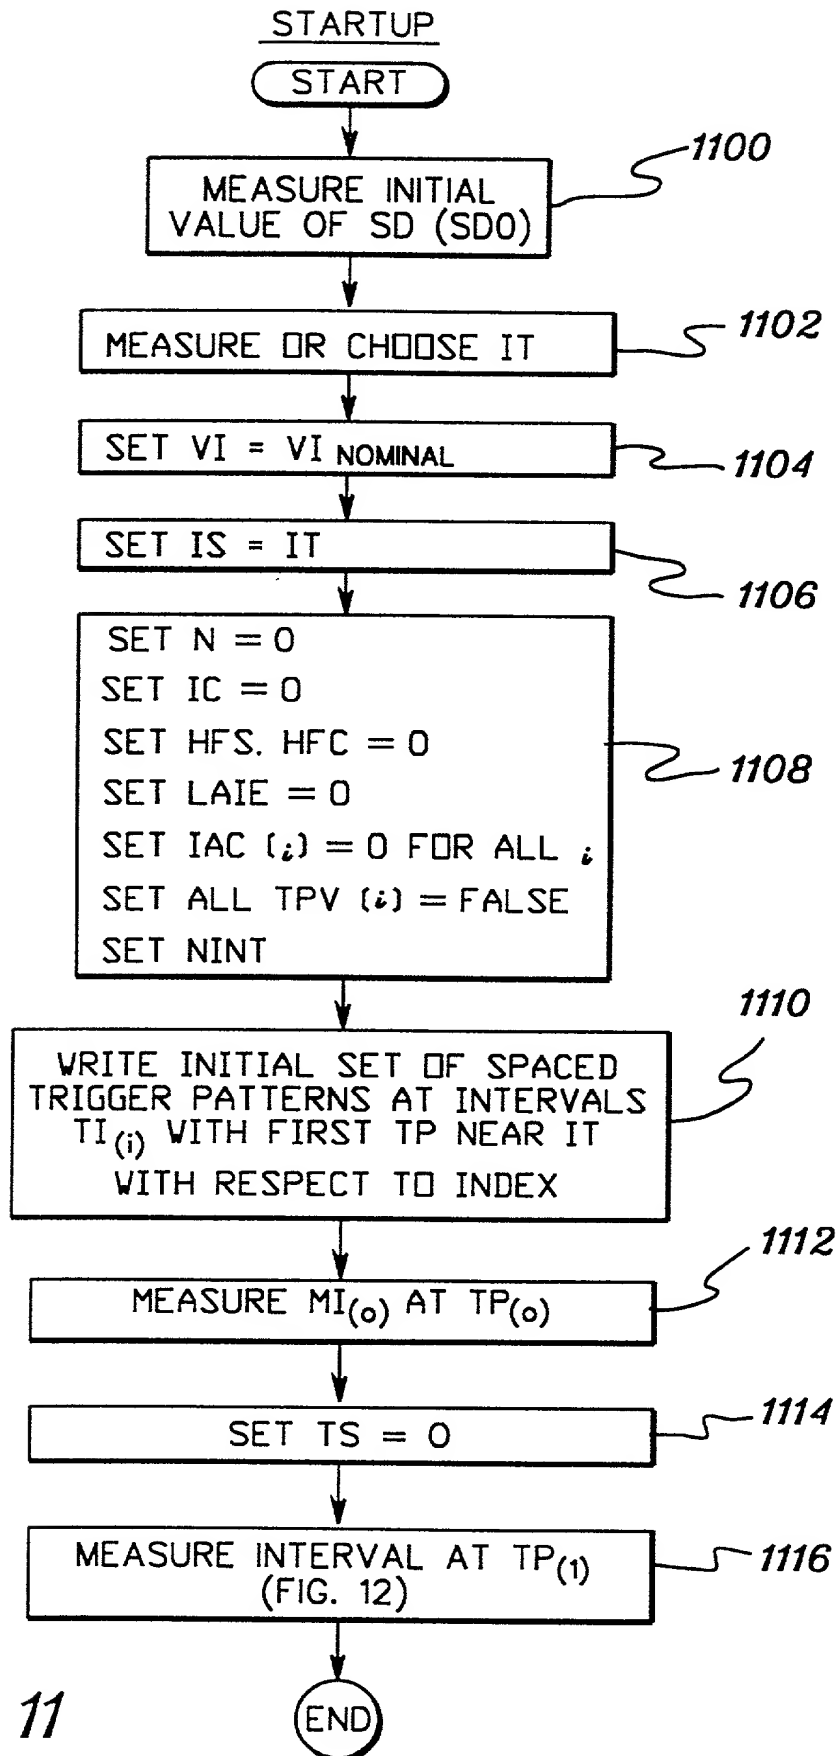 STARTUP
START
1100
MEASURE INITIAL
VALUE OF SD (SD0)
1102
MEASURE OR CHOOSE IT
SET VI = VI NOMINAL
1104
SET IS = IT
1106
SET N = 0
SET IC = 0
SET HFS. HFC = 0
1108
SET LAIE = 0
SET IAC (i) = 0 FOR ALL i
SET ALL TPV (i) = FALSE
SET NINT
1110
WRITE INITIAL SET OF SPACED
TRIGGER PATTERNS AT INTERVALS
TI(i) WITH FIRST TP NEAR IT
WITH RESPECT TO INDEX
1112
MEASURE MI(o) AT TP(o)
1114
SET TS = 0
1116
MEASURE INTERVAL AT TP(1)
(FIG. 12)
11
END